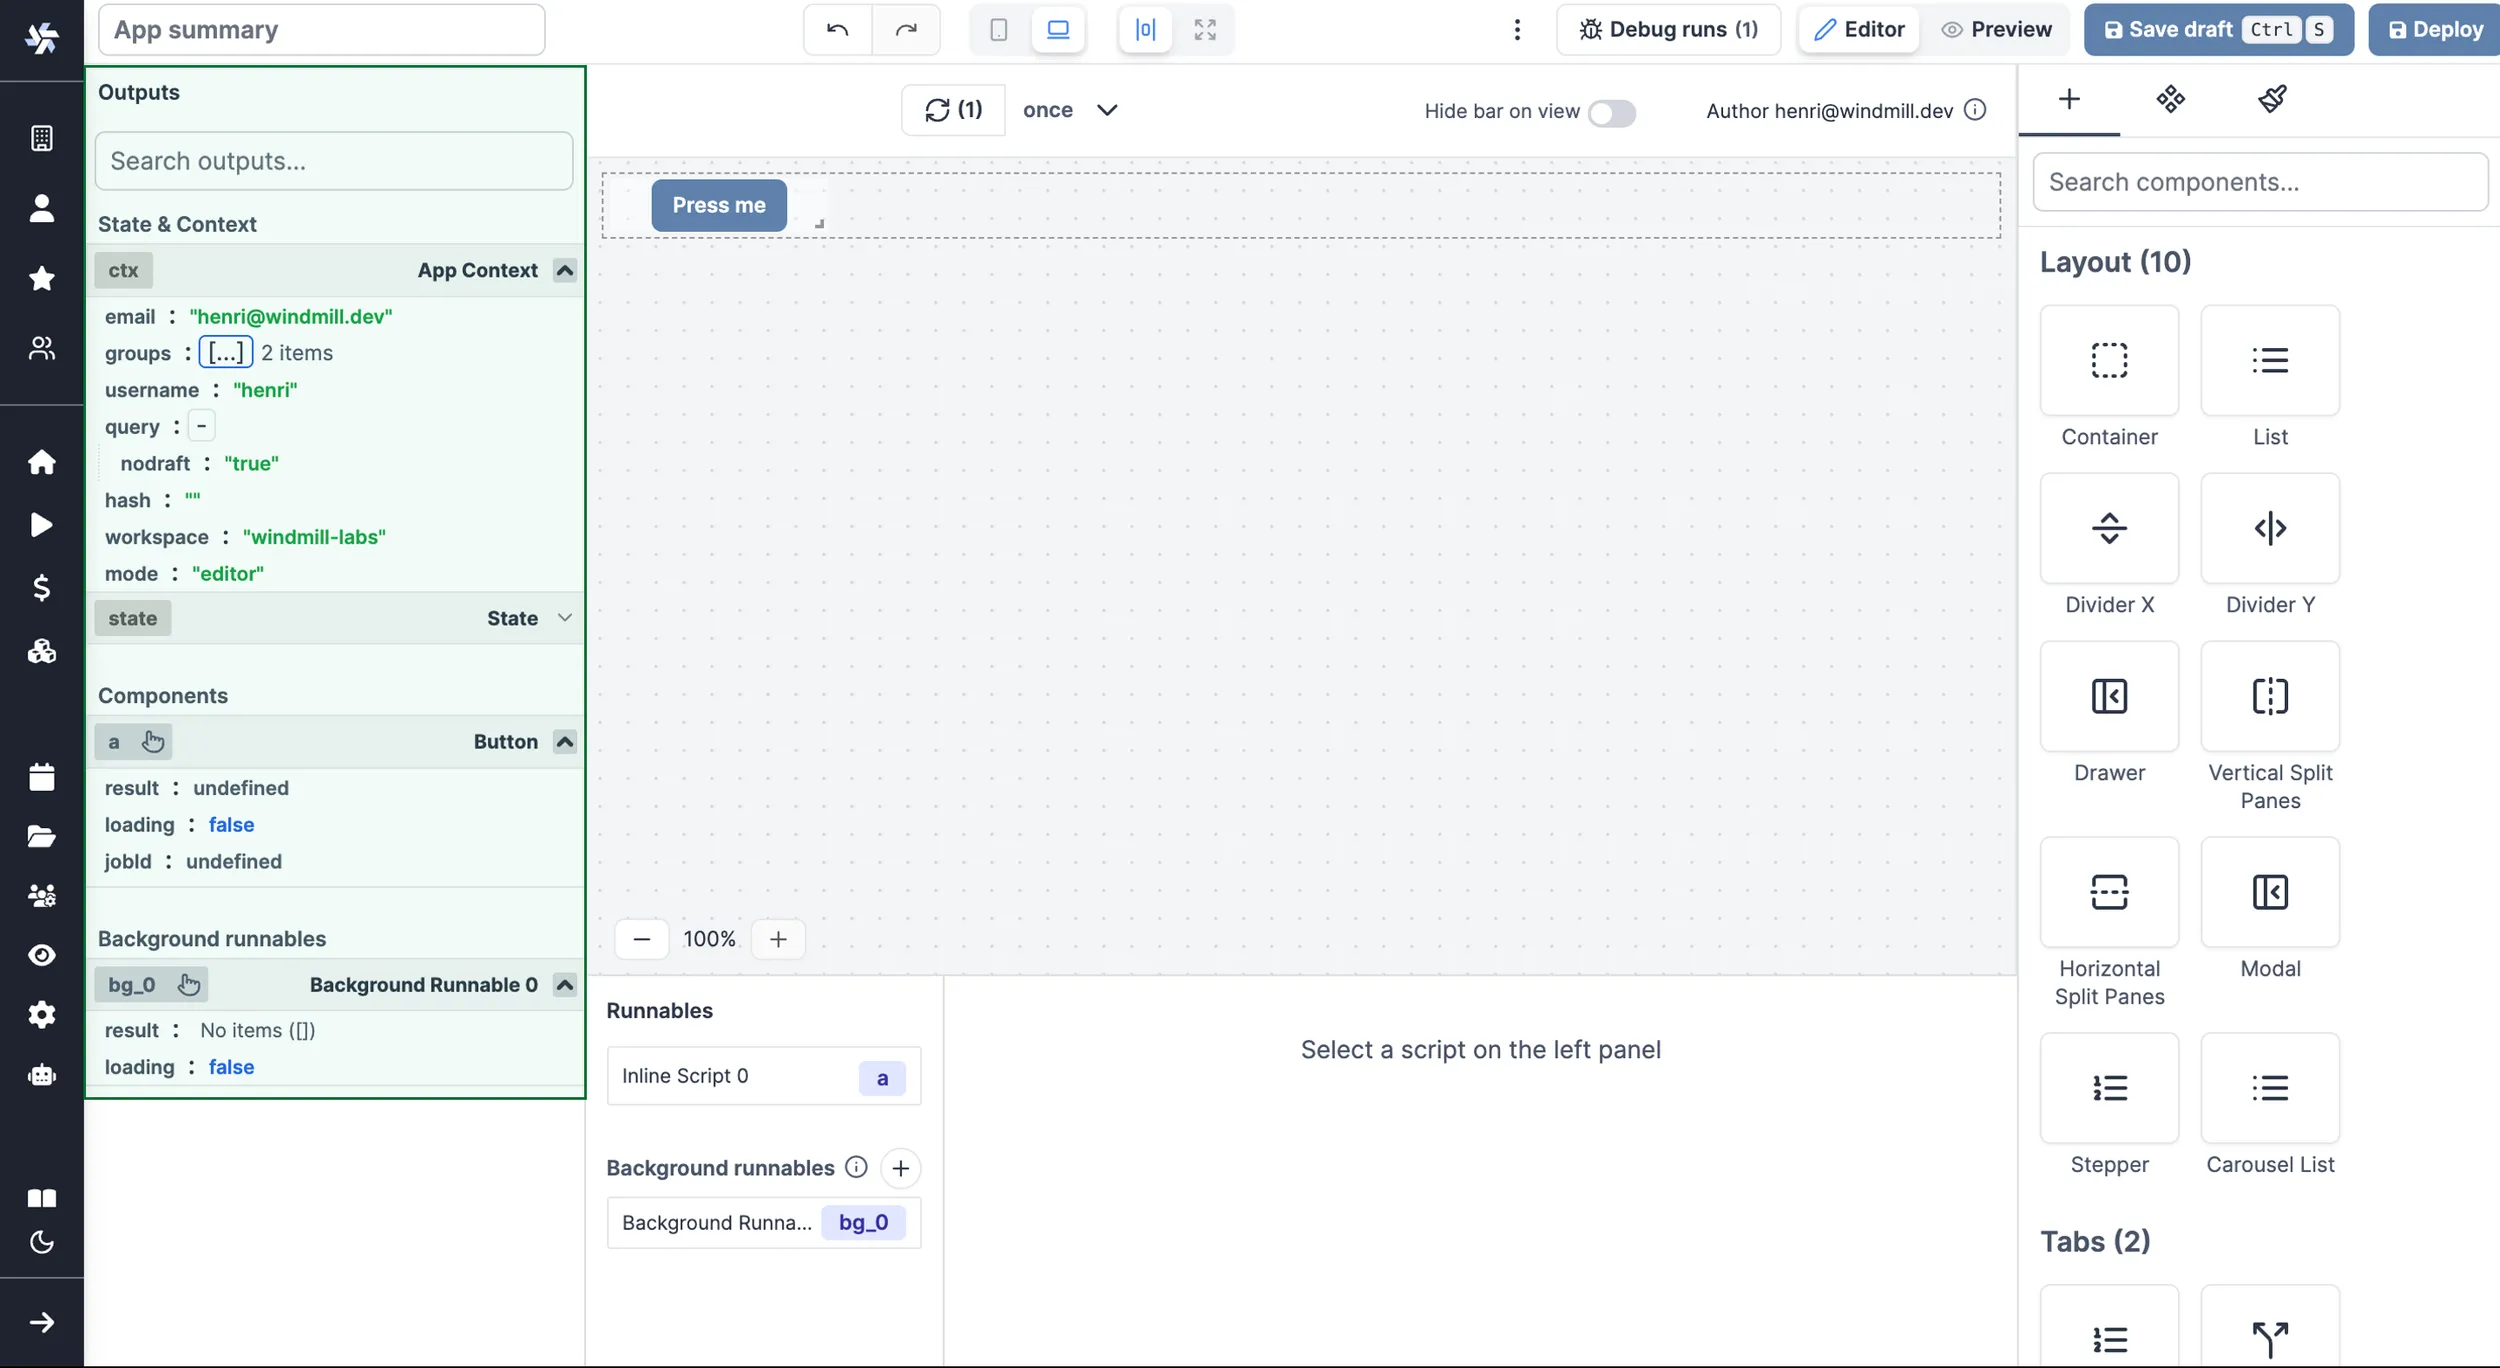 App summary
Debug runs (1)
Editor
Preview
Save draft Ctrl S
Deploy
Outputs
Search outputs...
State & Context
ctx App Context
email : "henri@windmill.dev"
groups : [...] 2 items
username : "henri"
query : -
nodraft : "true"
hash : ""
workspace : "windmill-labs"
mode : "editor"
state State
Components
a Button
result : undefined
loading : false
jobId : undefined
Background runnables
bg_0 Background Runnable 0
result : No items ([])
loading : false
(1) once
Hide bar on view
Author henri@windmill.dev
Press me
100%
Runnables
Inline Script 0 a
Background runnables
Background Runna... bg_0
Select a script on the left panel
Search components...
Layout (10)
Container
List
Divider X
Divider Y
Drawer
Vertical Split
Panes
Horizontal
Split Panes
Modal
Stepper
Carousel List
Tabs (2)